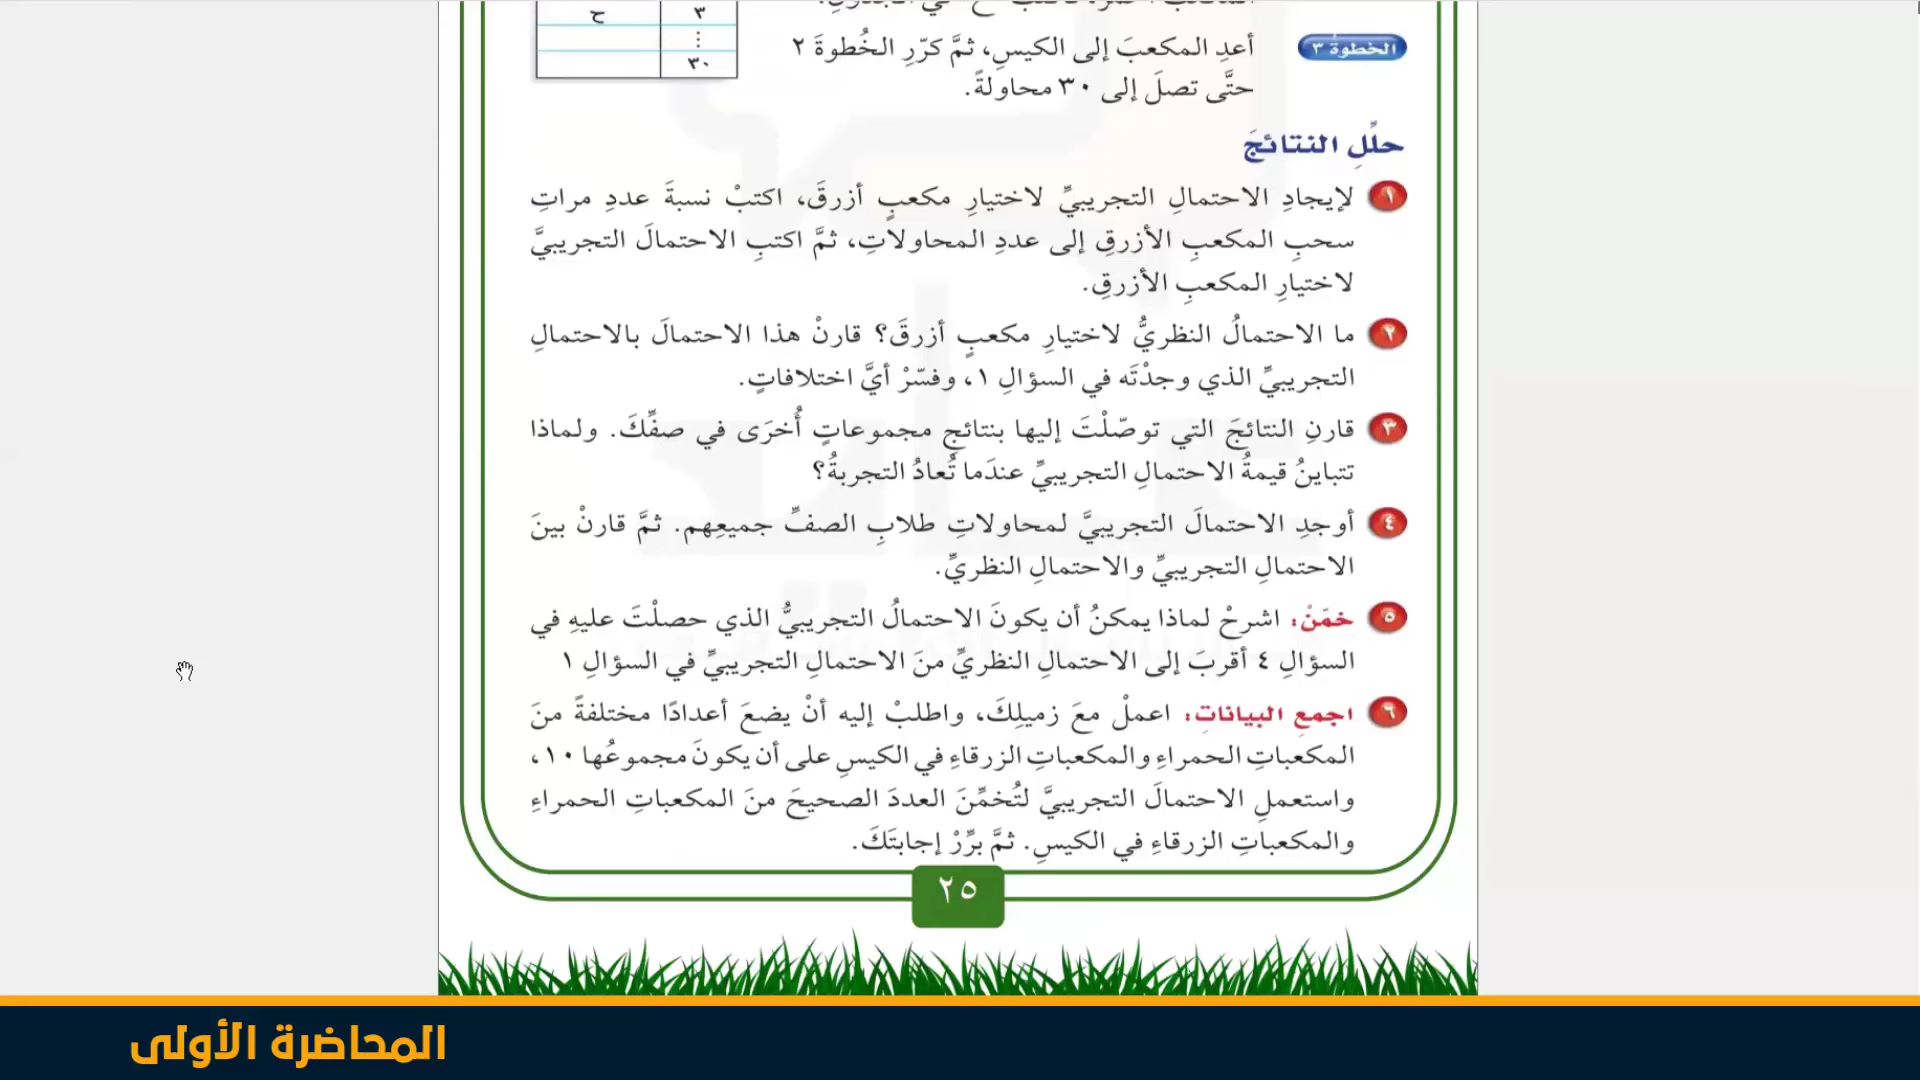 الخطوة ٣ أعدِ المكعبَ إلى الكيسِ، ثمَّ كرّرِ الخُطوةَ ٢
حتَّى تصلَ إلى ٣٠ محاولةً.
٣ ح
⋮
٣٠
حلِّلِ النتائجَ
١ لإيجادِ الاحتمالِ التجريبيِّ لاختيارِ مكعبٍ أزرقَ، اكتبْ نسبةَ عددِ مراتِ
سحبِ المكعبِ الأزرقِ إلى عددِ المحاولاتِ، ثمَّ اكتبِ الاحتمالَ التجريبيَّ
لاختيارِ المكعبِ الأزرقِ.
٢ ما الاحتمالُ النظريُّ لاختيارِ مكعبٍ أزرقَ؟ قارنْ هذا الاحتمالَ بالاحتمالِ
التجريبيِّ الذي وجدْتَه في السؤالِ ١، وفسّرْ أيَّ اختلافاتٍ.
٣ قارنِ النتائجَ التي توصّلْتَ إليها بنتائجِ مجموعاتٍ أُخرَى في صفِّكَ. ولماذا
تتباينُ قيمةُ الاحتمالِ التجريبيِّ عندَما تُعادُ التجربةُ؟
٤ أوجدِ الاحتمالَ التجريبيَّ لمحاولاتِ طلابِ الصفِّ جميعِهم. ثمَّ قارنْ بينَ
الاحتمالِ التجريبيِّ والاحتمالِ النظريِّ.
٥ خمّنْ: اشرحْ لماذا يمكنُ أن يكونَ الاحتمالُ التجريبيُّ الذي حصلْتَ عليهِ في
السؤالِ ٤ أقربَ إلى الاحتمالِ النظريِّ منَ الاحتمالِ التجريبيِّ في السؤالِ ١
٦ اجمعِ البياناتِ: اعملْ معَ زميلِكَ، واطلبْ إليه أنْ يضعَ أعدادًا مختلفةً منَ
المكعباتِ الحمراءِ والمكعباتِ الزرقاءِ في الكيسِ على أن يكونَ مجموعُها ١٠،
واستعملِ الاحتمالَ التجريبيَّ لتُخمِّنَ العددَ الصحيحَ منَ المكعباتِ الحمراءِ
والمكعباتِ الزرقاءِ في الكيسِ. ثمَّ برِّرْ إجابتَكَ.
٢٥
المحاضرة الأولى